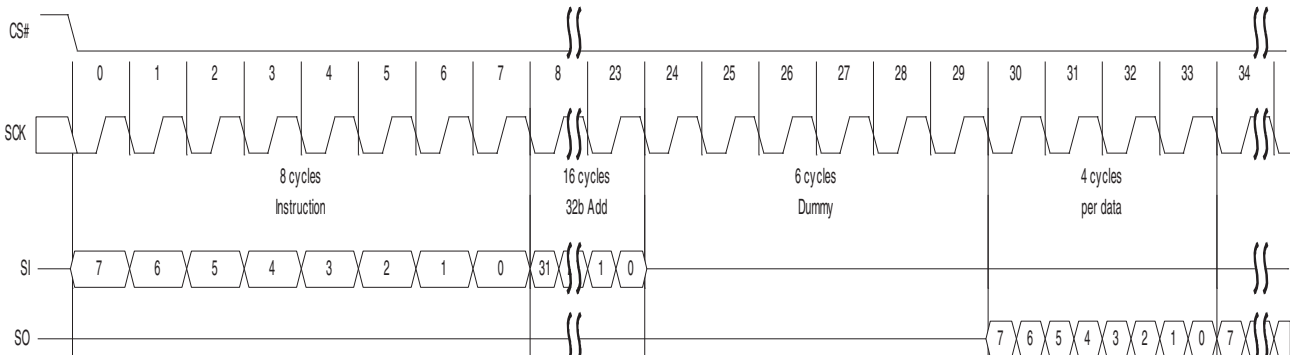 CS#
0 1 2 3 4 5 6 7 8 23 24 25 26 27 28 29 30 31 32 33 34
SCK
8 cycles 16 cycles 6 cycles 4 cycles
Instruction 32b Add Dummy per data
SI 7 6 5 4 3 2 1 0 31 1 0
SO 7 6 5 4 3 2 1 0 7